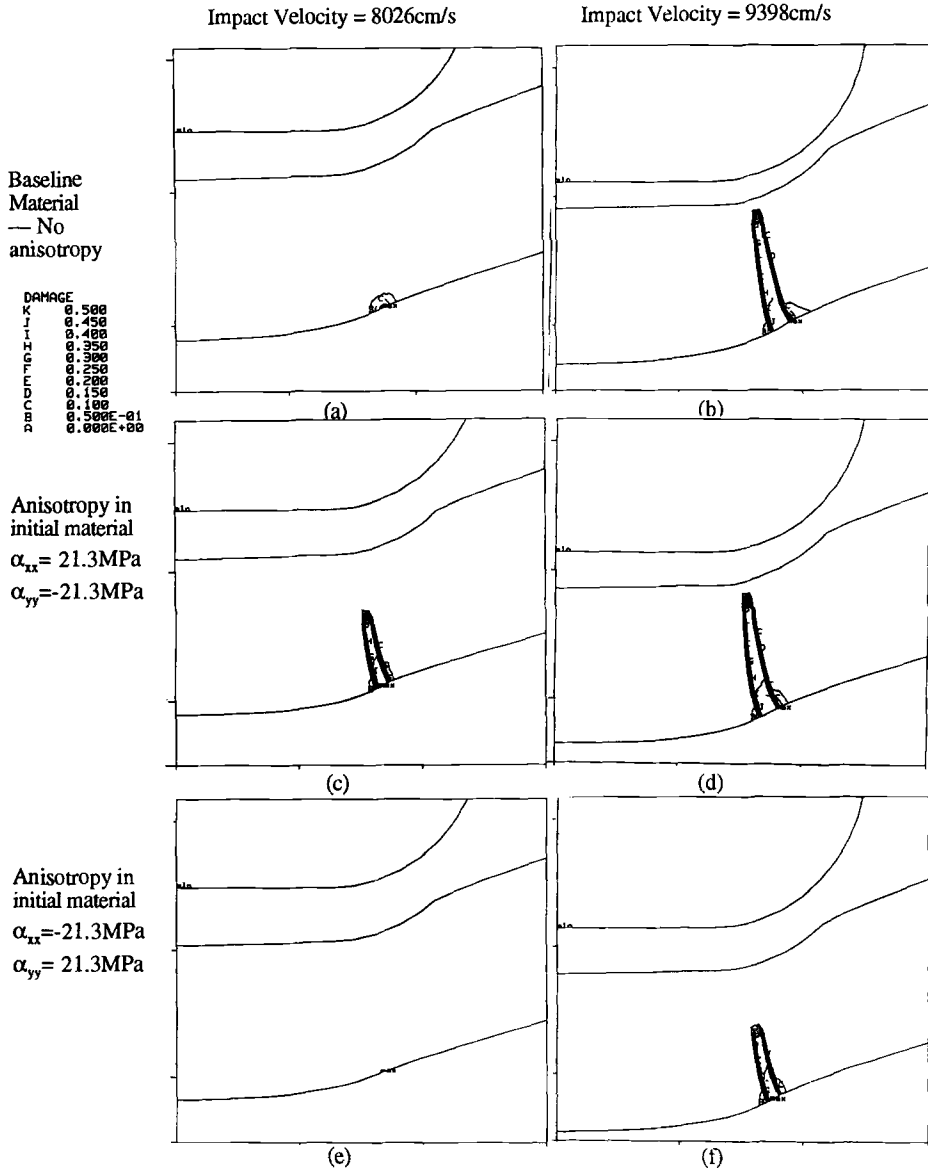 Impact Velocity = 8026cm/s
Impact Velocity = 9398cm/s
Baseline
Material
— No
anisotropy
DAMAGE
K 0.500
J 0.450
I 0.400
H 0.350
G 0.300
F 0.250
E 0.200
D 0.150
C 0.100
B 0.500E-01
A 0.000E+00
(a)
(b)
Anisotropy in
initial material
αxx= 21.3MPa
αyy=-21.3MPa
(c)
(d)
Anisotropy in
initial material
αxx=-21.3MPa
αyy= 21.3MPa
(e)
(f)